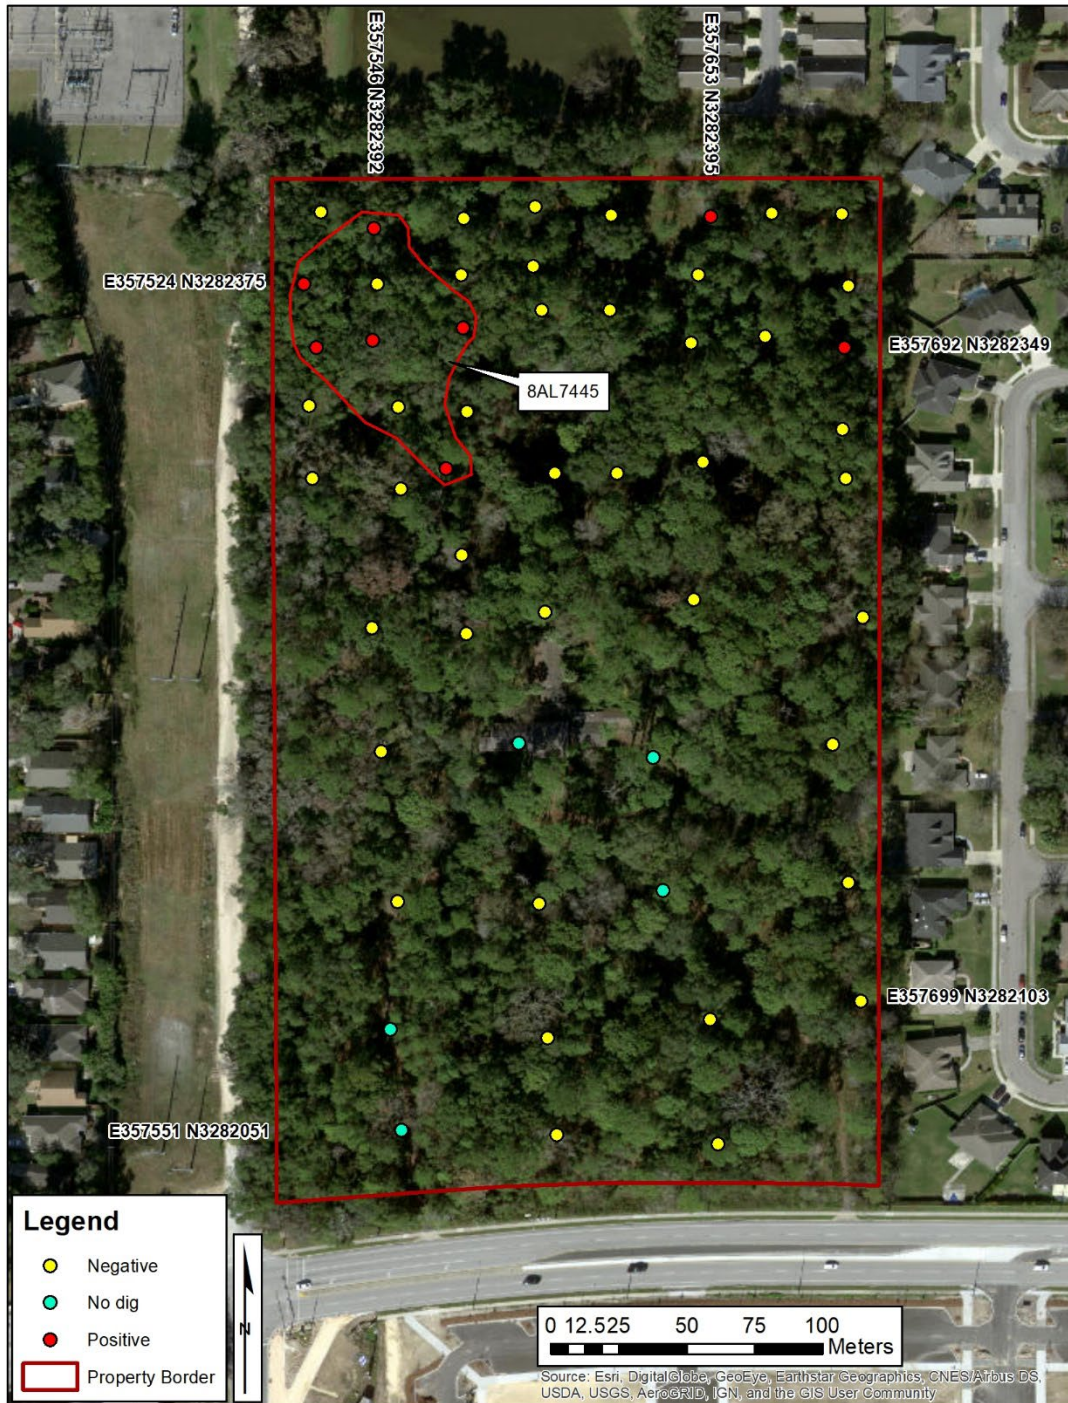 E357546 N3282392
E357653 N3282395
E357524 N3282375
E357692 N3282349
8AL7445
E357699 N3282103
E357551 N3282051
Legend
Negative
No dig
Positive
Property Border
N
0 12.525 50 75 100
Meters
Source: Esri, DigitalGlobe, GeoEye, Earthstar Geographics, CNES/Airbus DS,
USDA, USGS, AeroGRID, IGN, and the GIS User Community